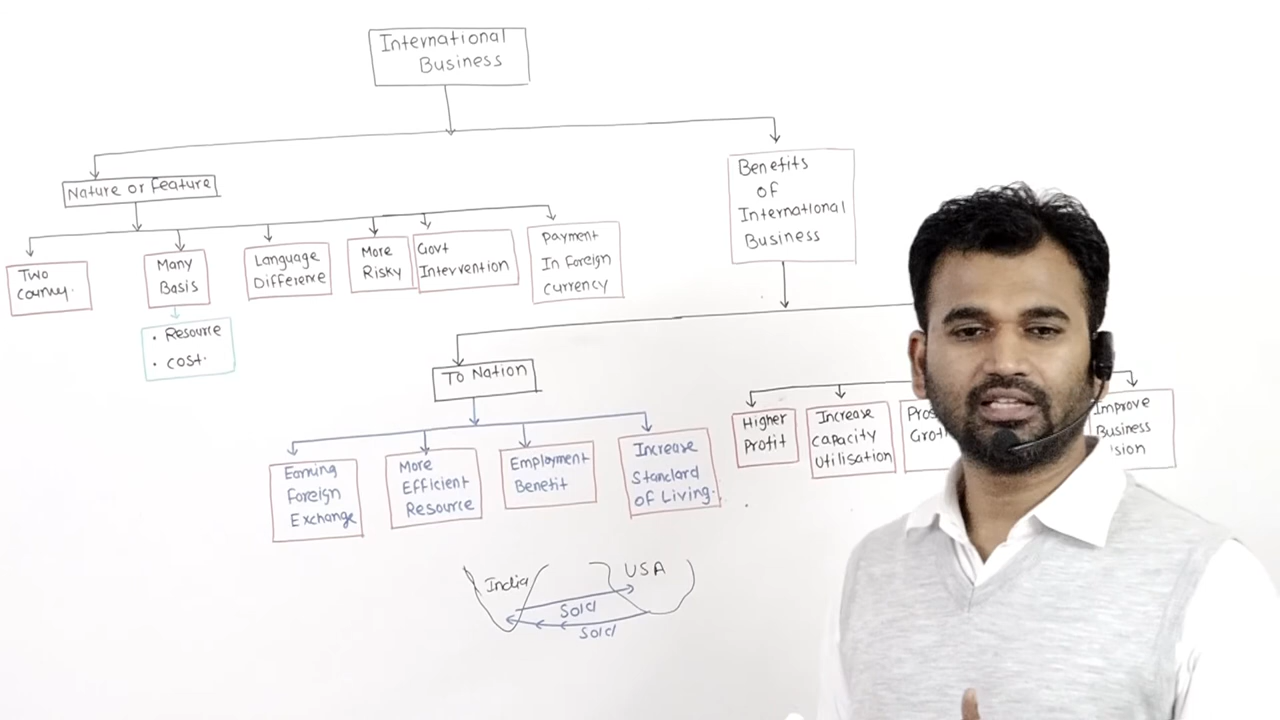 International
Business
Nature or feature
Benefits
Of
International
Business
Two
Country.
Many
Basis
Language
Difference
More
Risky
Govt
Intervention
Payment
In Foreign
Currency
• Resource
• Cost.
To Nation
Earning
Foreign
Exchange
More
Efficient
Resource
Employment
Benefit
Increase
Standard
of Living.
Higher
Profit
Increase
Capacity
Utilisation
Improve
Business
India
USA
Sold
Sold